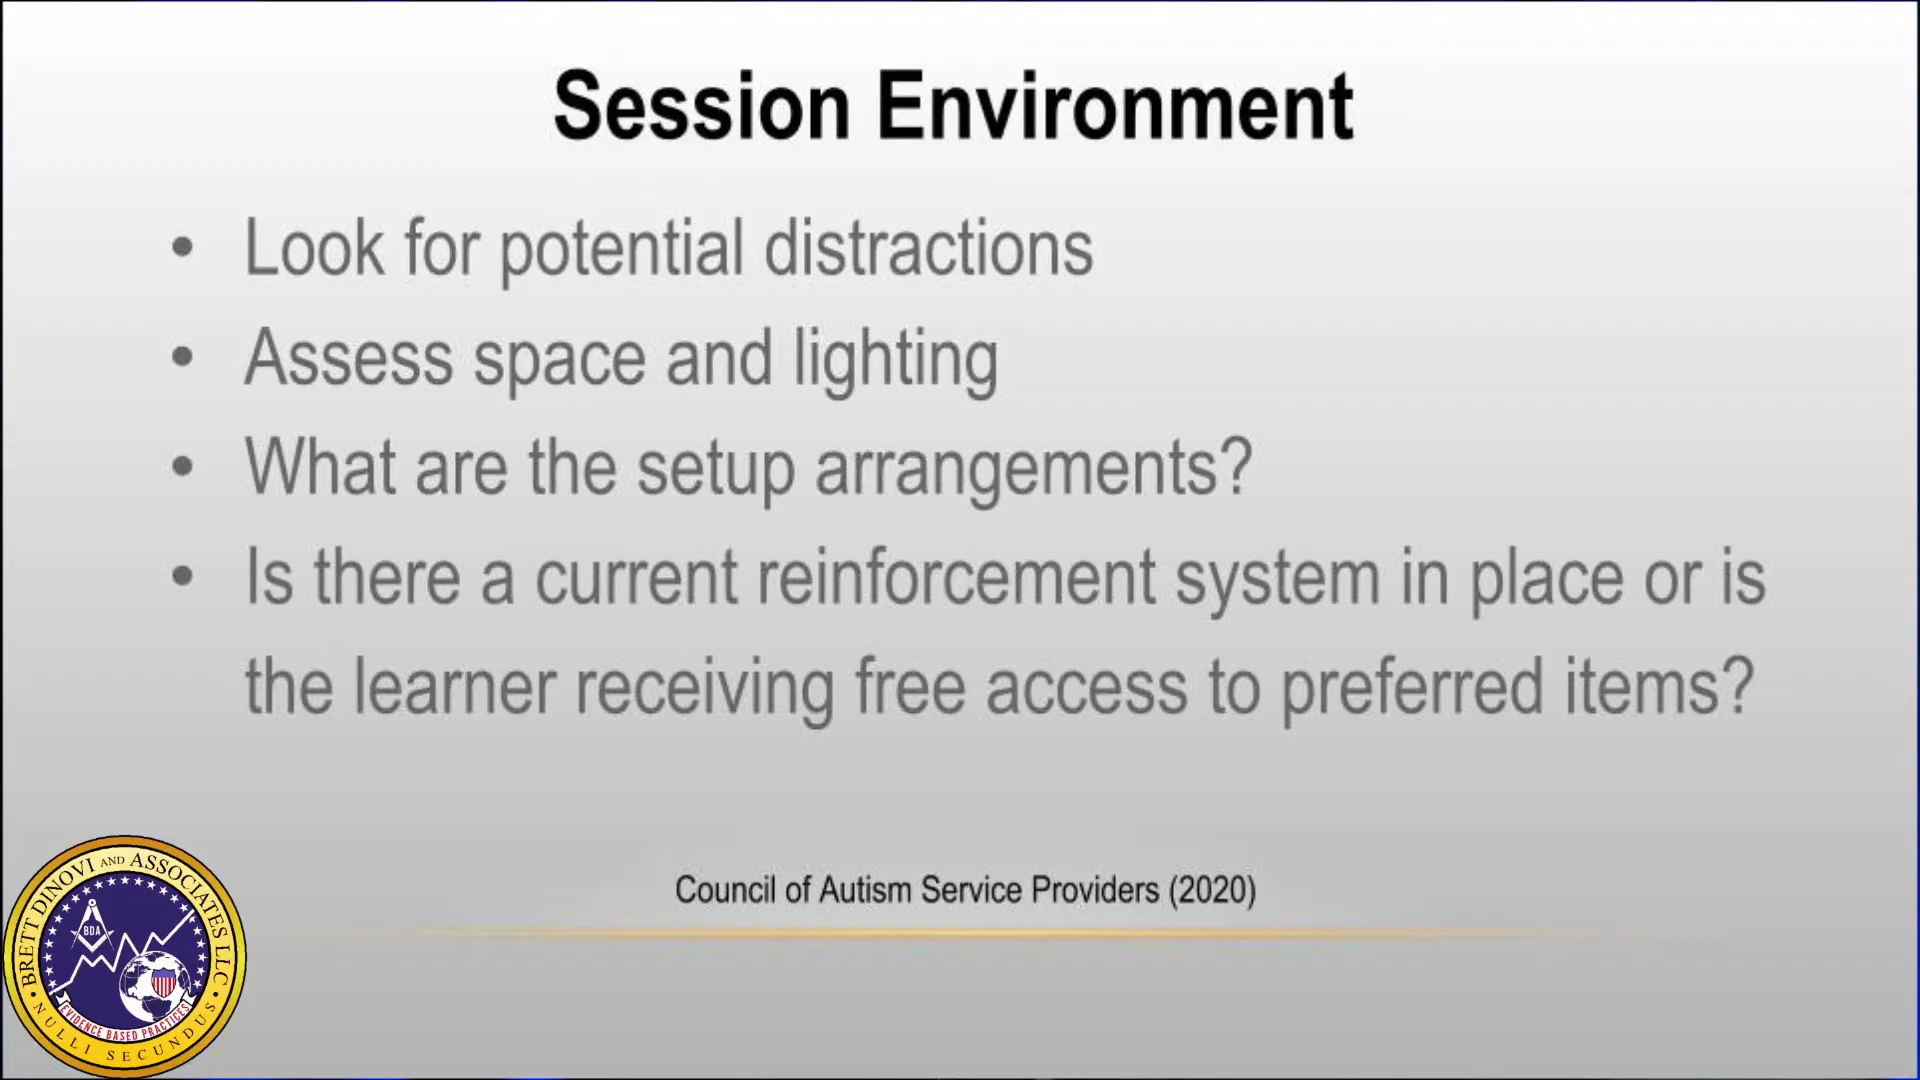 Session Environment
• Look for potential distractions
• Assess space and lighting
• What are the setup arrangements?
• Is there a current reinforcement system in place or is
the learner receiving free access to preferred items?
Council of Autism Service Providers (2020)
BRETT DINOVI AND ASSOCIATES LLC
BDA
EVIDENCE BASED PRACTICES
• NULLI SECUNDUS •